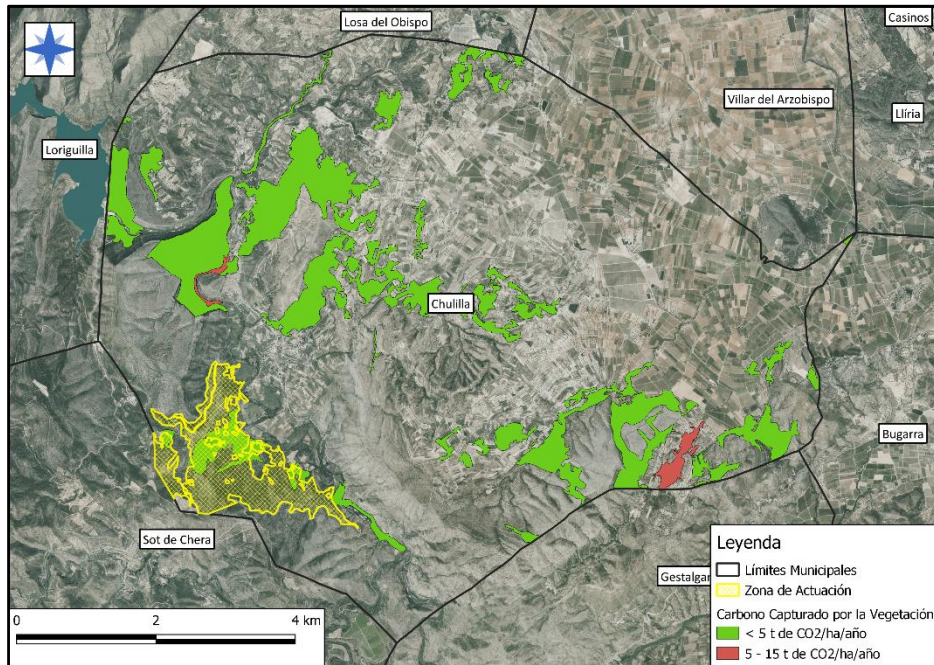 Losa del Obispo
Casinos
Villar del Arzobispo
Llíria
Loriguilla
Chulilla
Bugarra
Sot de Chera
Gestalgar
Leyenda
Límites Municipales
Zona de Actuación
Carbono Capturado por la Vegetación
< 5 t de CO2/ha/año
5 - 15 t de CO2/ha/año
0 2 4 km